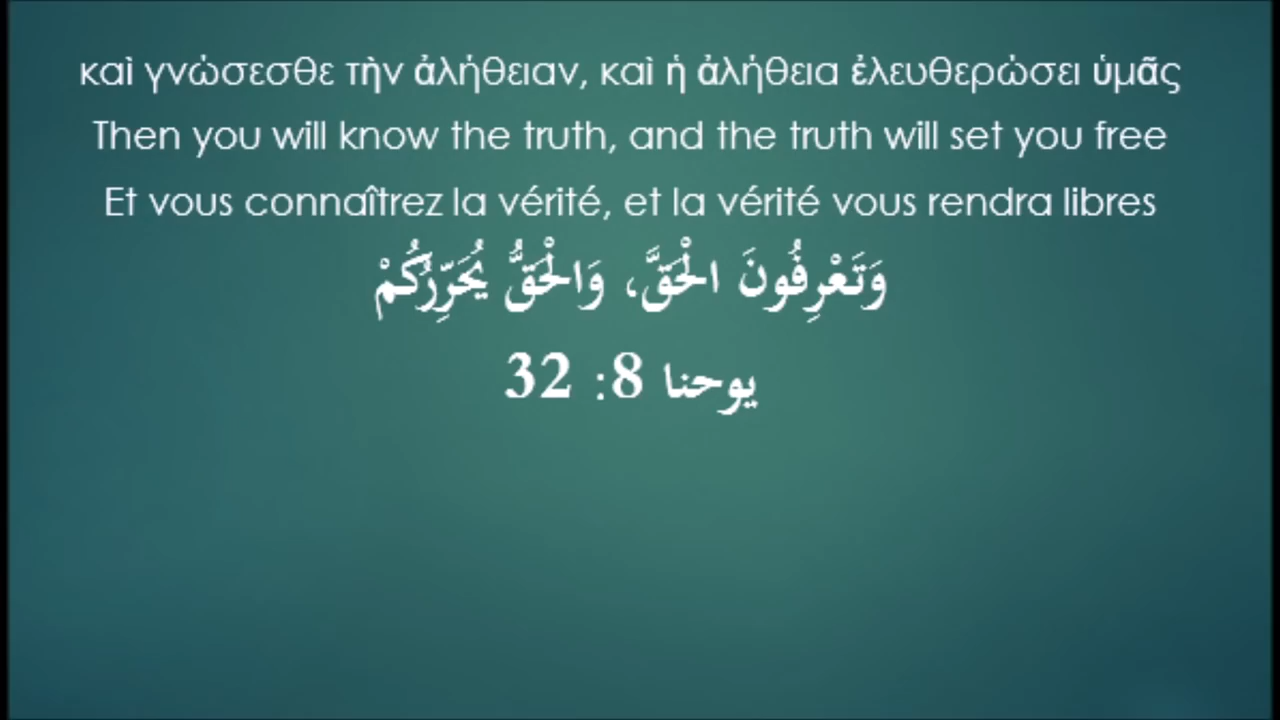 καὶ γνώσεσθε τὴν ἀλήθειαν, καὶ ἡ ἀλήθεια ἐλευθερώσει ὑμᾶς
Then you will know the truth, and the truth will set you free
Et vous connaîtrez la vérité, et la vérité vous rendra libres
وَتَعْرِفُونَ الْحَقَّ، وَالْحَقُّ يُحَرِّرُكُمْ
يوحنا 8: 32